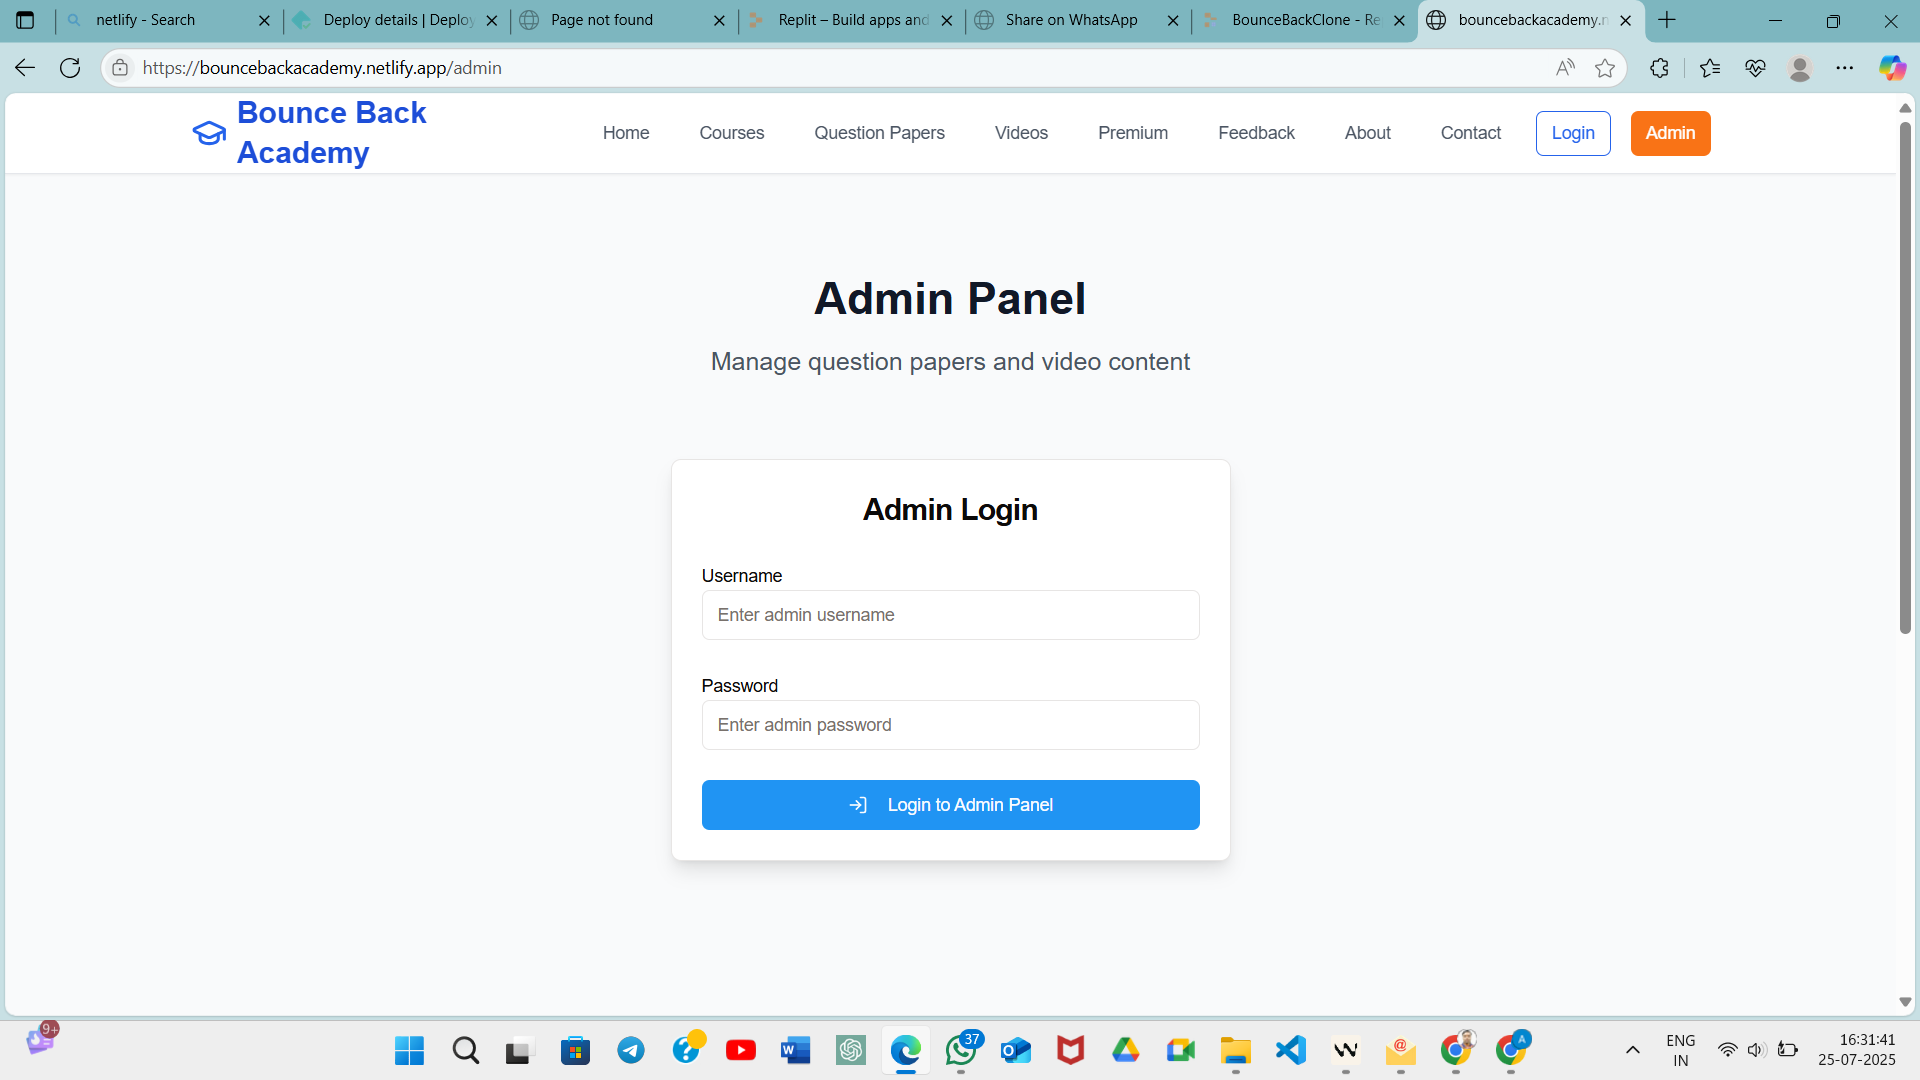 netlify - Search
Deploy details | Deploy
Page not found
Replit – Build apps and
Share on WhatsApp
BounceBackClone - Re
bouncebackacademy.n
https://bouncebackacademy.netlify.app/admin
Bounce Back
Academy
Home
Courses
Question Papers
Videos
Premium
Feedback
About
Contact
Login
Admin
Admin Panel
Manage question papers and video content
Admin Login
Username
Enter admin username
Password
Enter admin password
Login to Admin Panel
9+
37
A
ENG
IN
16:31:41
25-07-2025